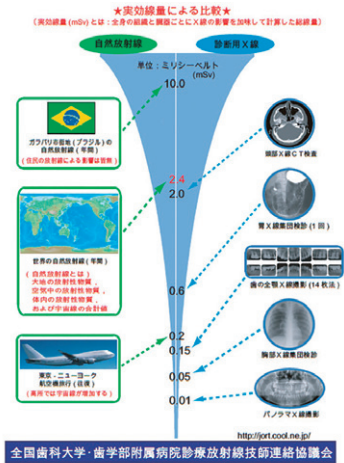 ★実効線量による比較★
(実効線量(mSv)とは:全身の組織と臓器ごとにX線の影響を加味して計算した総線量)
自然放射線
診断用X線
単位:ミリシーベルト
(mSv)
10.0
ガラパリの密地(ブラジル)の
自然放射線(年間)
(住民の放射線による影響は皆無)
頭部X線CT検査
2.4
2.0
世界の自然放射線(年間)
(自然放射線とは)
大地の放射性物質,
空気中の放射性物質,
体内の放射性物質,
および宇宙線の合計値
胃X線集団検診(1回)
歯の全顎X線撮影(14枚法)
0.6
0.2
0.15
東京-ニューヨーク
航空機旅行(往復)
(高所では宇宙線が増加する)
胸部X線集団検診
0.05
0.01
パノラマX線撮影
http://jort.cool.ne.jp/
全国歯科大学・歯学部附属病院診療放射線技師連絡協議会